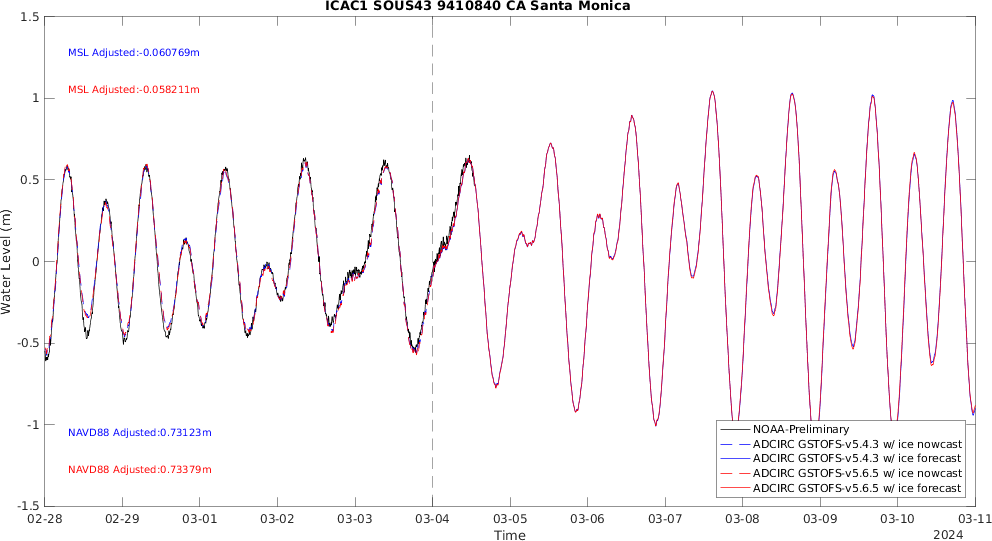 ICAC1 SOUS43 9410840 CA Santa Monica
1.5
MSL Adjusted:-0.060769m
MSL Adjusted:-0.058211m
1
0.5
0
-0.5
-1
-1.5
Water Level (m)
NAVD88 Adjusted:0.73123m
NAVD88 Adjusted:0.73379m
NOAA-Preliminary
ADCIRC GSTOFS-v5.4.3 w/ ice nowcast
ADCIRC GSTOFS-v5.4.3 w/ ice forecast
ADCIRC GSTOFS-v5.6.5 w/ ice nowcast
ADCIRC GSTOFS-v5.6.5 w/ ice forecast
02-28 02-29 03-01 03-02 03-03 03-04 03-05 03-06 03-07 03-08 03-09 03-10 03-11
Time
2024